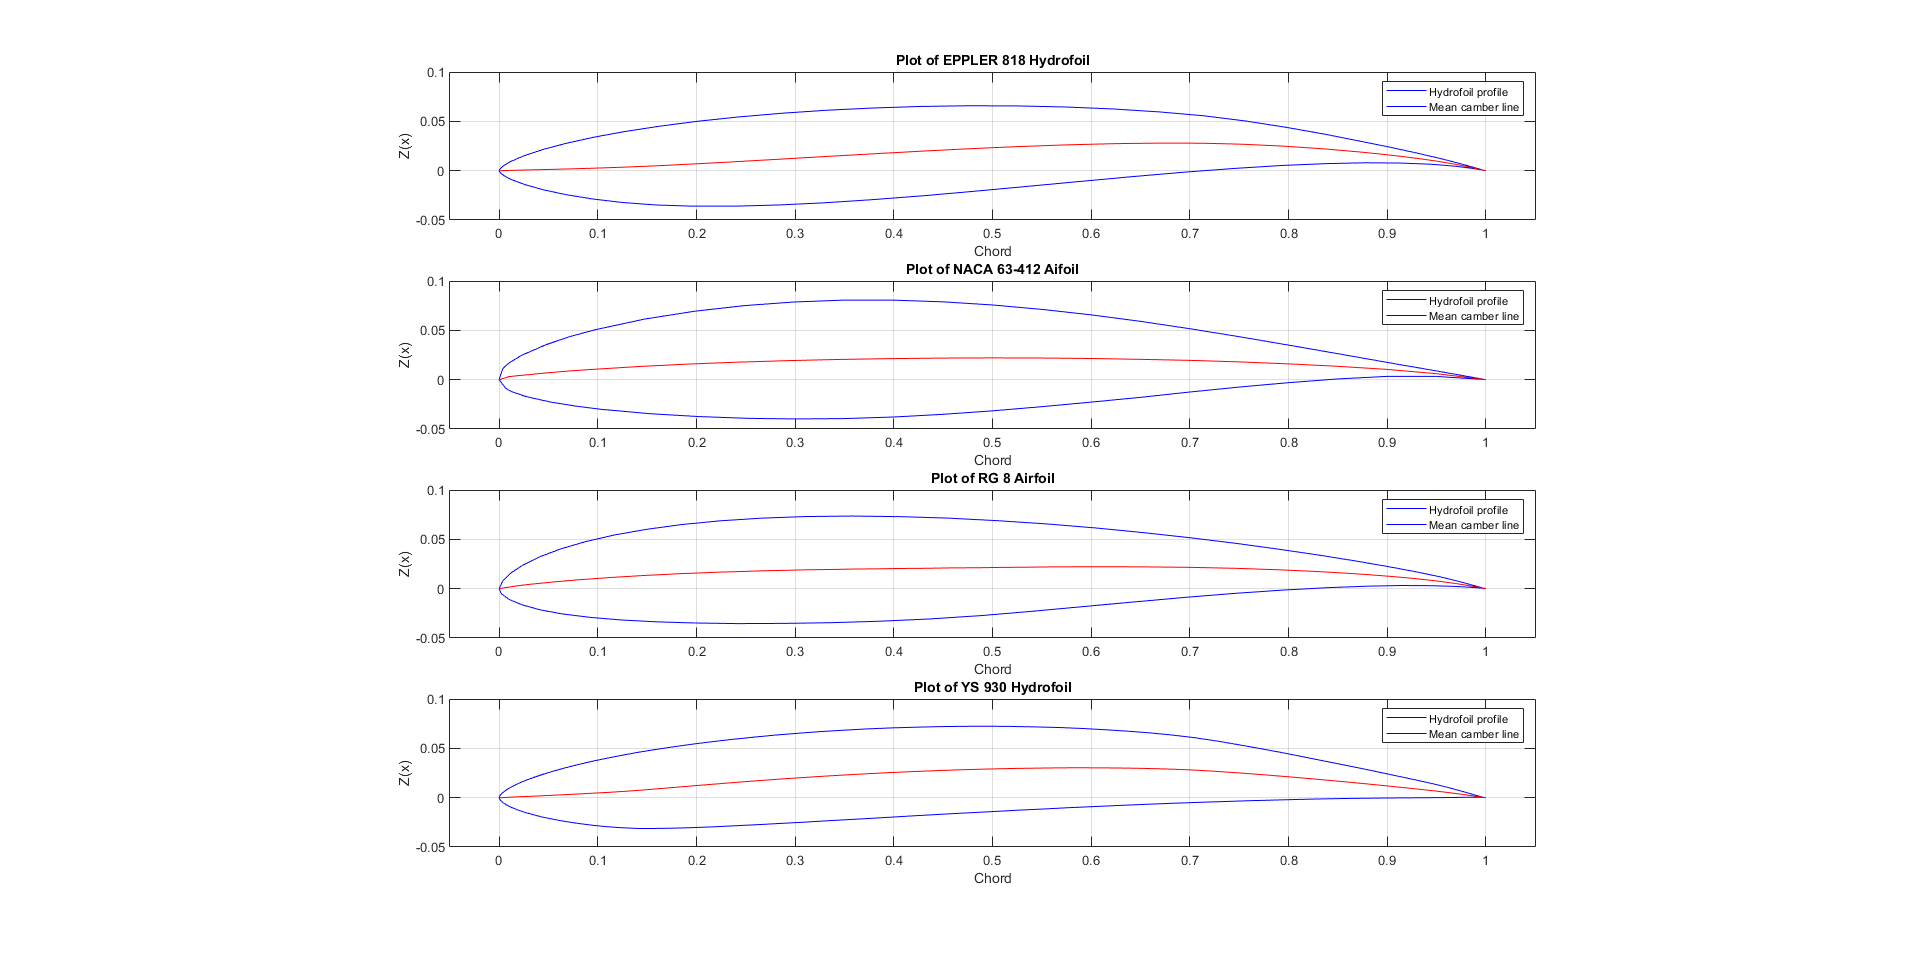 Plot of EPPLER 818 Hydrofoil
0.1
0.05
0
-0.05
Z(x)
Hydrofoil profile
Mean camber line
0 0.1 0.2 0.3 0.4 0.5 0.6 0.7 0.8 0.9 1
Chord
Plot of NACA 63-412 Aifoil
0.1
0.05
0
-0.05
Z(x)
Hydrofoil profile
Mean camber line
0 0.1 0.2 0.3 0.4 0.5 0.6 0.7 0.8 0.9 1
Chord
Plot of RG 8 Airfoil
0.1
0.05
0
-0.05
Z(x)
Hydrofoil profile
Mean camber line
0 0.1 0.2 0.3 0.4 0.5 0.6 0.7 0.8 0.9 1
Chord
Plot of YS 930 Hydrofoil
0.1
0.05
0
-0.05
Z(x)
Hydrofoil profile
Mean camber line
0 0.1 0.2 0.3 0.4 0.5 0.6 0.7 0.8 0.9 1
Chord